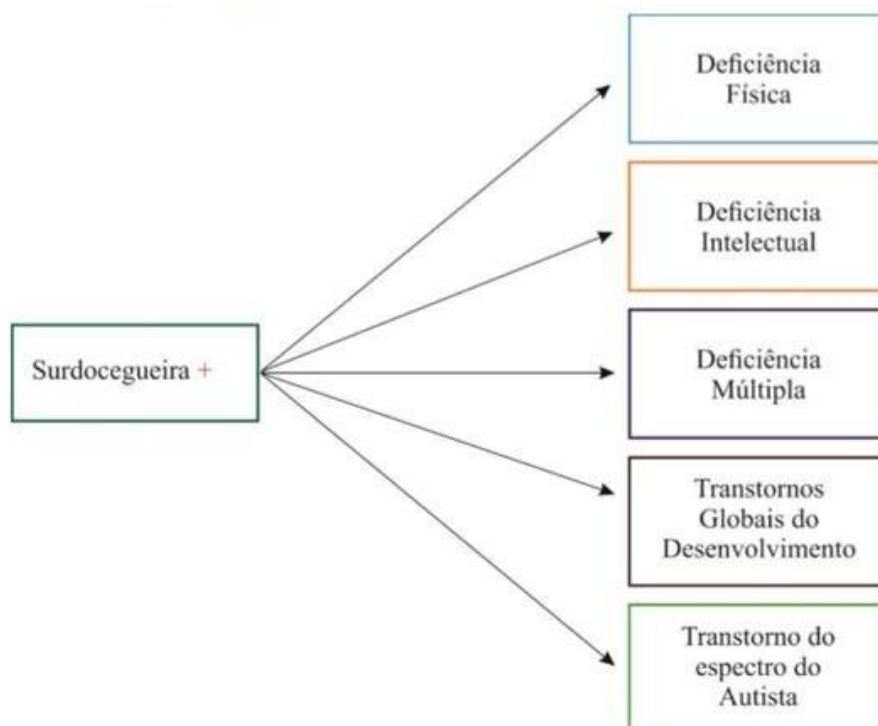 Deficiência
Física
Deficiência
Intelectual
Surdocegueira +
Deficiência
Múltipla
Transtornos
Globais do
Desenvolvimento
Transtorno do
espectro do
Autista